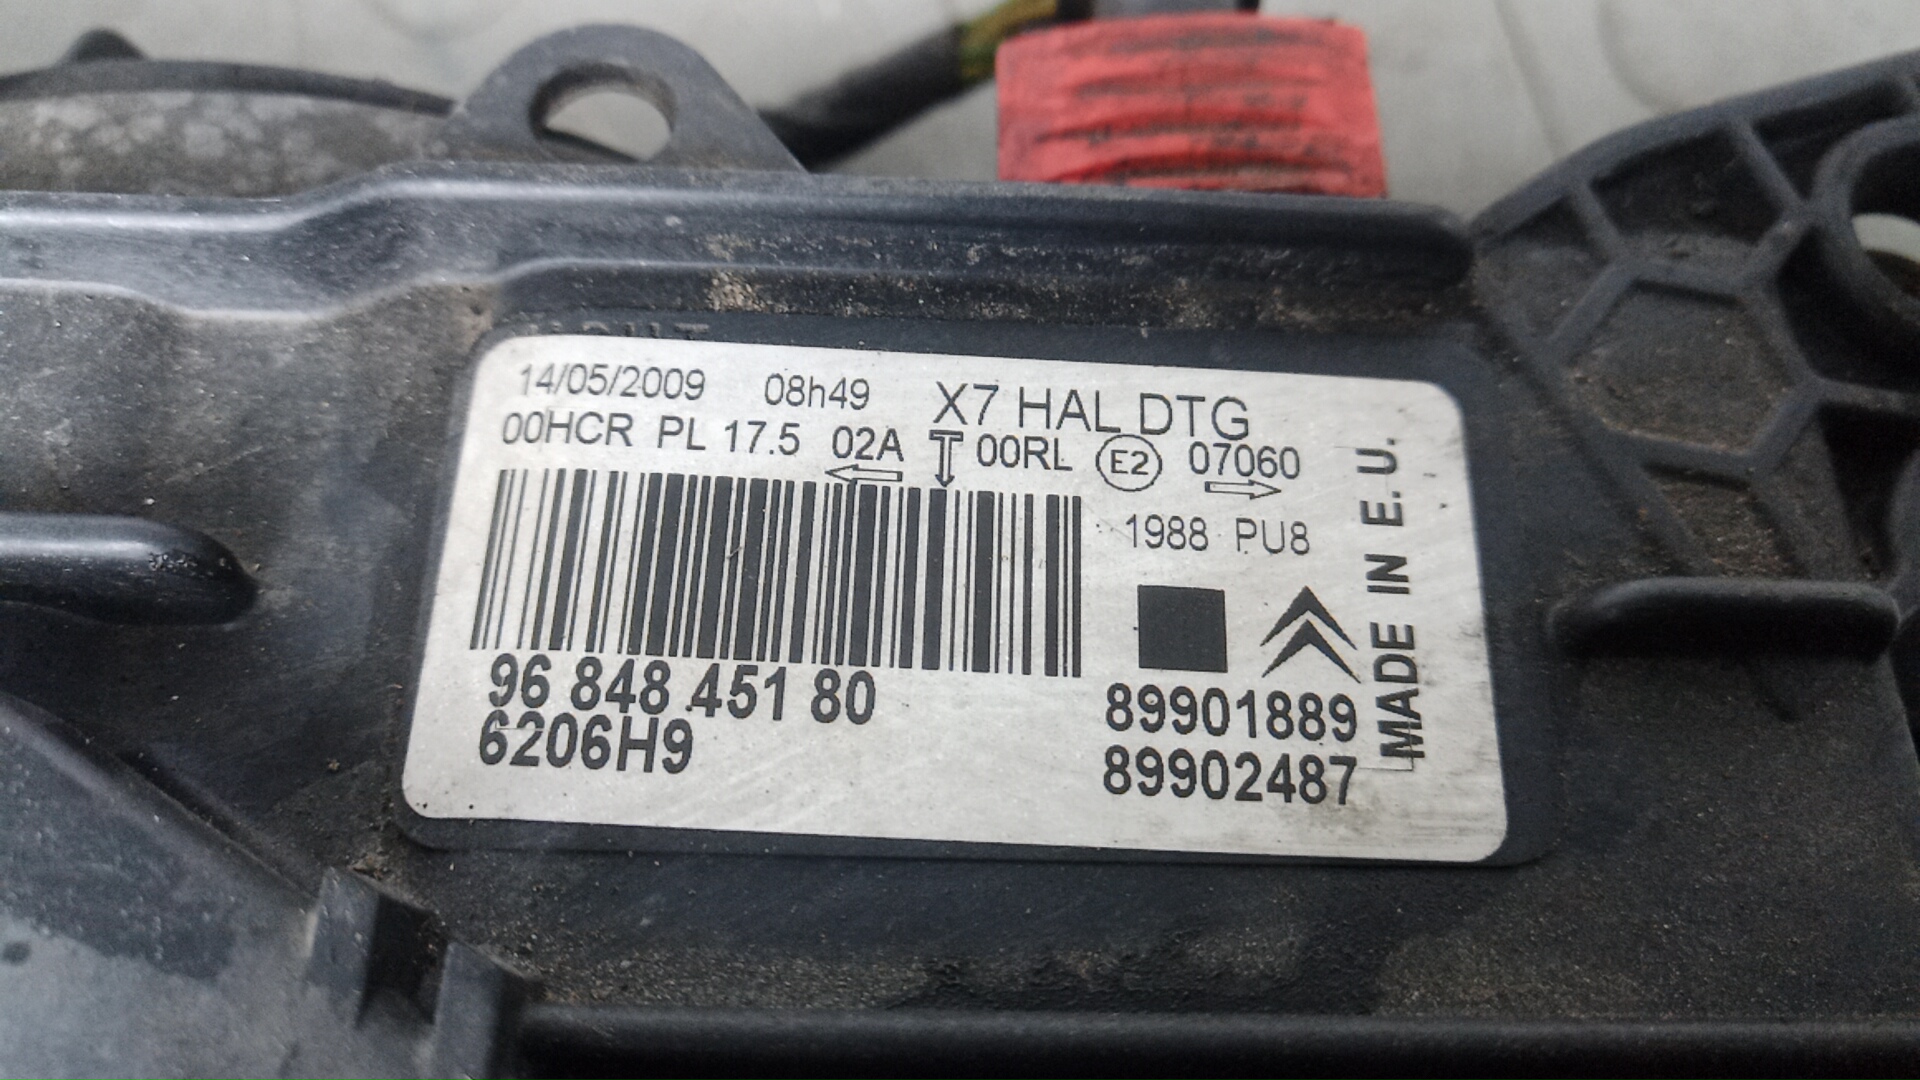 14/05/2009 08h49 X7 HAL DTG
00HCR PL 17.5 02A 00RL E2 07060
1988 PU8
96 848 451 80
6206H9
89901889
89902487
MADE IN E.U.